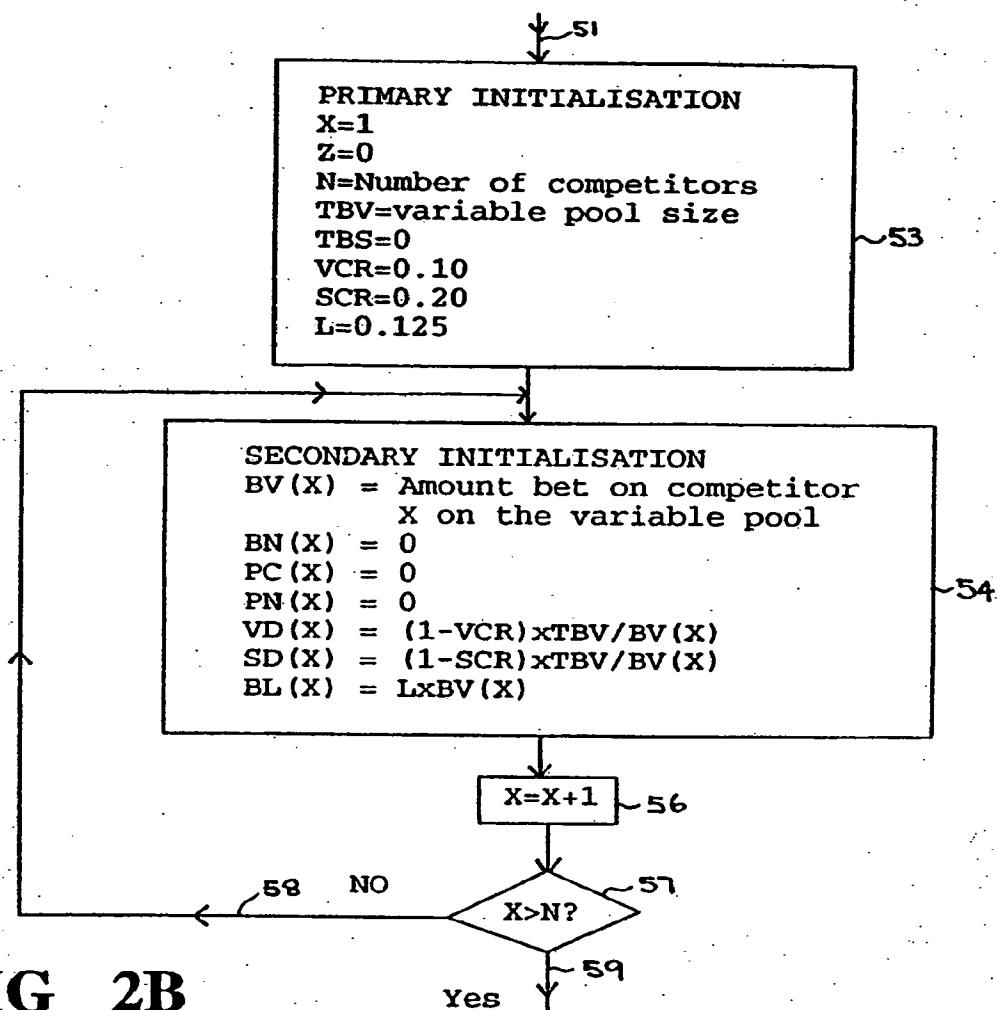 51
PRIMARY INITIALISATION
X=1
Z=0
N=Number of competitors
TBV=variable pool size
TBS=0
VCR=0.10
SCR=0.20
L=0.125
53
SECONDARY INITIALISATION
BV(X) = Amount bet on competitor
X on the variable pool
BN(X) = 0
PC(X) = 0
PN(X) = 0
VD(X) = (1-VCR)xTBV/BV(X)
SD(X) = (1-SCR)xTBV/BV(X)
BL(X) = LxBV(X)
54
X=X+1
56
58 NO
X>N?
57
59
Yes
IG 2B